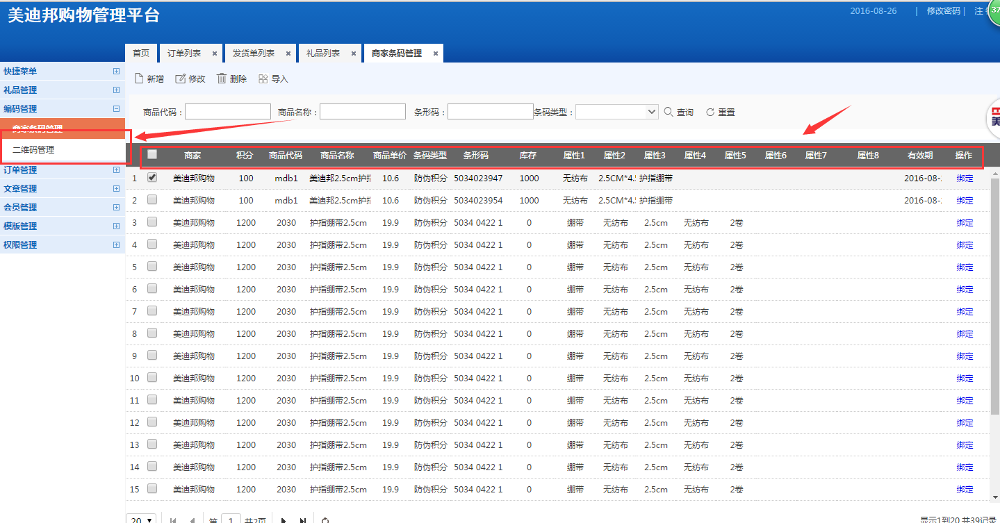 美迪邦购物管理平台
2016-08-26 | 修改密码 | 注
37
首页 订单列表 × 发货单列表 × 礼品列表 × 商家条码管理 ×
快捷菜单
礼品管理
编码管理
商家条码管理
二维码管理
订单管理
文章管理
会员管理
模版管理
权限管理
新增 修改 删除 导入
商品代码: 商品名称: 条形码: 条码类型: 查询 重置
美
商家 积分 商品代码 商品名称 商品单价 条码类型 条形码 库存 属性1 属性2 属性3 属性4 属性5 属性6 属性7 属性8 有效期 操作
1 美迪邦购物 100 mdb1 美迪邦2.5cm护指 10.6 防伪积分 5034023947 1000 无纺布 2.5CM*4. 护指绷带 2016-08- 绑定
2 美迪邦购物 100 mdb1 美迪邦2.5cm护指 10.6 防伪积分 5034023954 1000 无纺布 2.5CM*4. 护指绷带 2016-08- 绑定
3 美迪邦购物 1200 2030 护指绷带2.5cm 19.9 防伪积分 5034 0422 1 0 绷带 无纺布 2.5cm 无纺布 2卷 绑定
4 美迪邦购物 1200 2030 护指绷带2.5cm 19.9 防伪积分 5034 0422 1 0 绷带 无纺布 2.5cm 无纺布 2卷 绑定
5 美迪邦购物 1200 2030 护指绷带2.5cm 19.9 防伪积分 5034 0422 1 0 绷带 无纺布 2.5cm 无纺布 2卷 绑定
6 美迪邦购物 1200 2030 护指绷带2.5cm 19.9 防伪积分 5034 0422 1 0 绷带 无纺布 2.5cm 无纺布 2卷 绑定
7 美迪邦购物 1200 2030 护指绷带2.5cm 19.9 防伪积分 5034 0422 1 0 绷带 无纺布 2.5cm 无纺布 2卷 绑定
8 美迪邦购物 1200 2030 护指绷带2.5cm 19.9 防伪积分 5034 0422 1 0 绷带 无纺布 2.5cm 无纺布 2卷 绑定
9 美迪邦购物 1200 2030 护指绷带2.5cm 19.9 防伪积分 5034 0422 1 0 绷带 无纺布 2.5cm 无纺布 2卷 绑定
10 美迪邦购物 1200 2030 护指绷带2.5cm 19.9 防伪积分 5034 0422 1 0 绷带 无纺布 2.5cm 无纺布 2卷 绑定
11 美迪邦购物 1200 2030 护指绷带2.5cm 19.9 防伪积分 5034 0422 1 0 绷带 无纺布 2.5cm 无纺布 2卷 绑定
12 美迪邦购物 1200 2030 护指绷带2.5cm 19.9 防伪积分 5034 0422 1 0 绷带 无纺布 2.5cm 无纺布 2卷 绑定
13 美迪邦购物 1200 2030 护指绷带2.5cm 19.9 防伪积分 5034 0422 1 0 绷带 无纺布 2.5cm 无纺布 2卷 绑定
14 美迪邦购物 1200 2030 护指绷带2.5cm 19.9 防伪积分 5034 0422 1 0 绷带 无纺布 2.5cm 无纺布 2卷 绑定
15 美迪邦购物 1200 2030 护指绷带2.5cm 19.9 防伪积分 5034 0422 1 0 绷带 无纺布 2.5cm 无纺布 2卷 绑定
20 第 1 共2页 显示1到20 共39记录